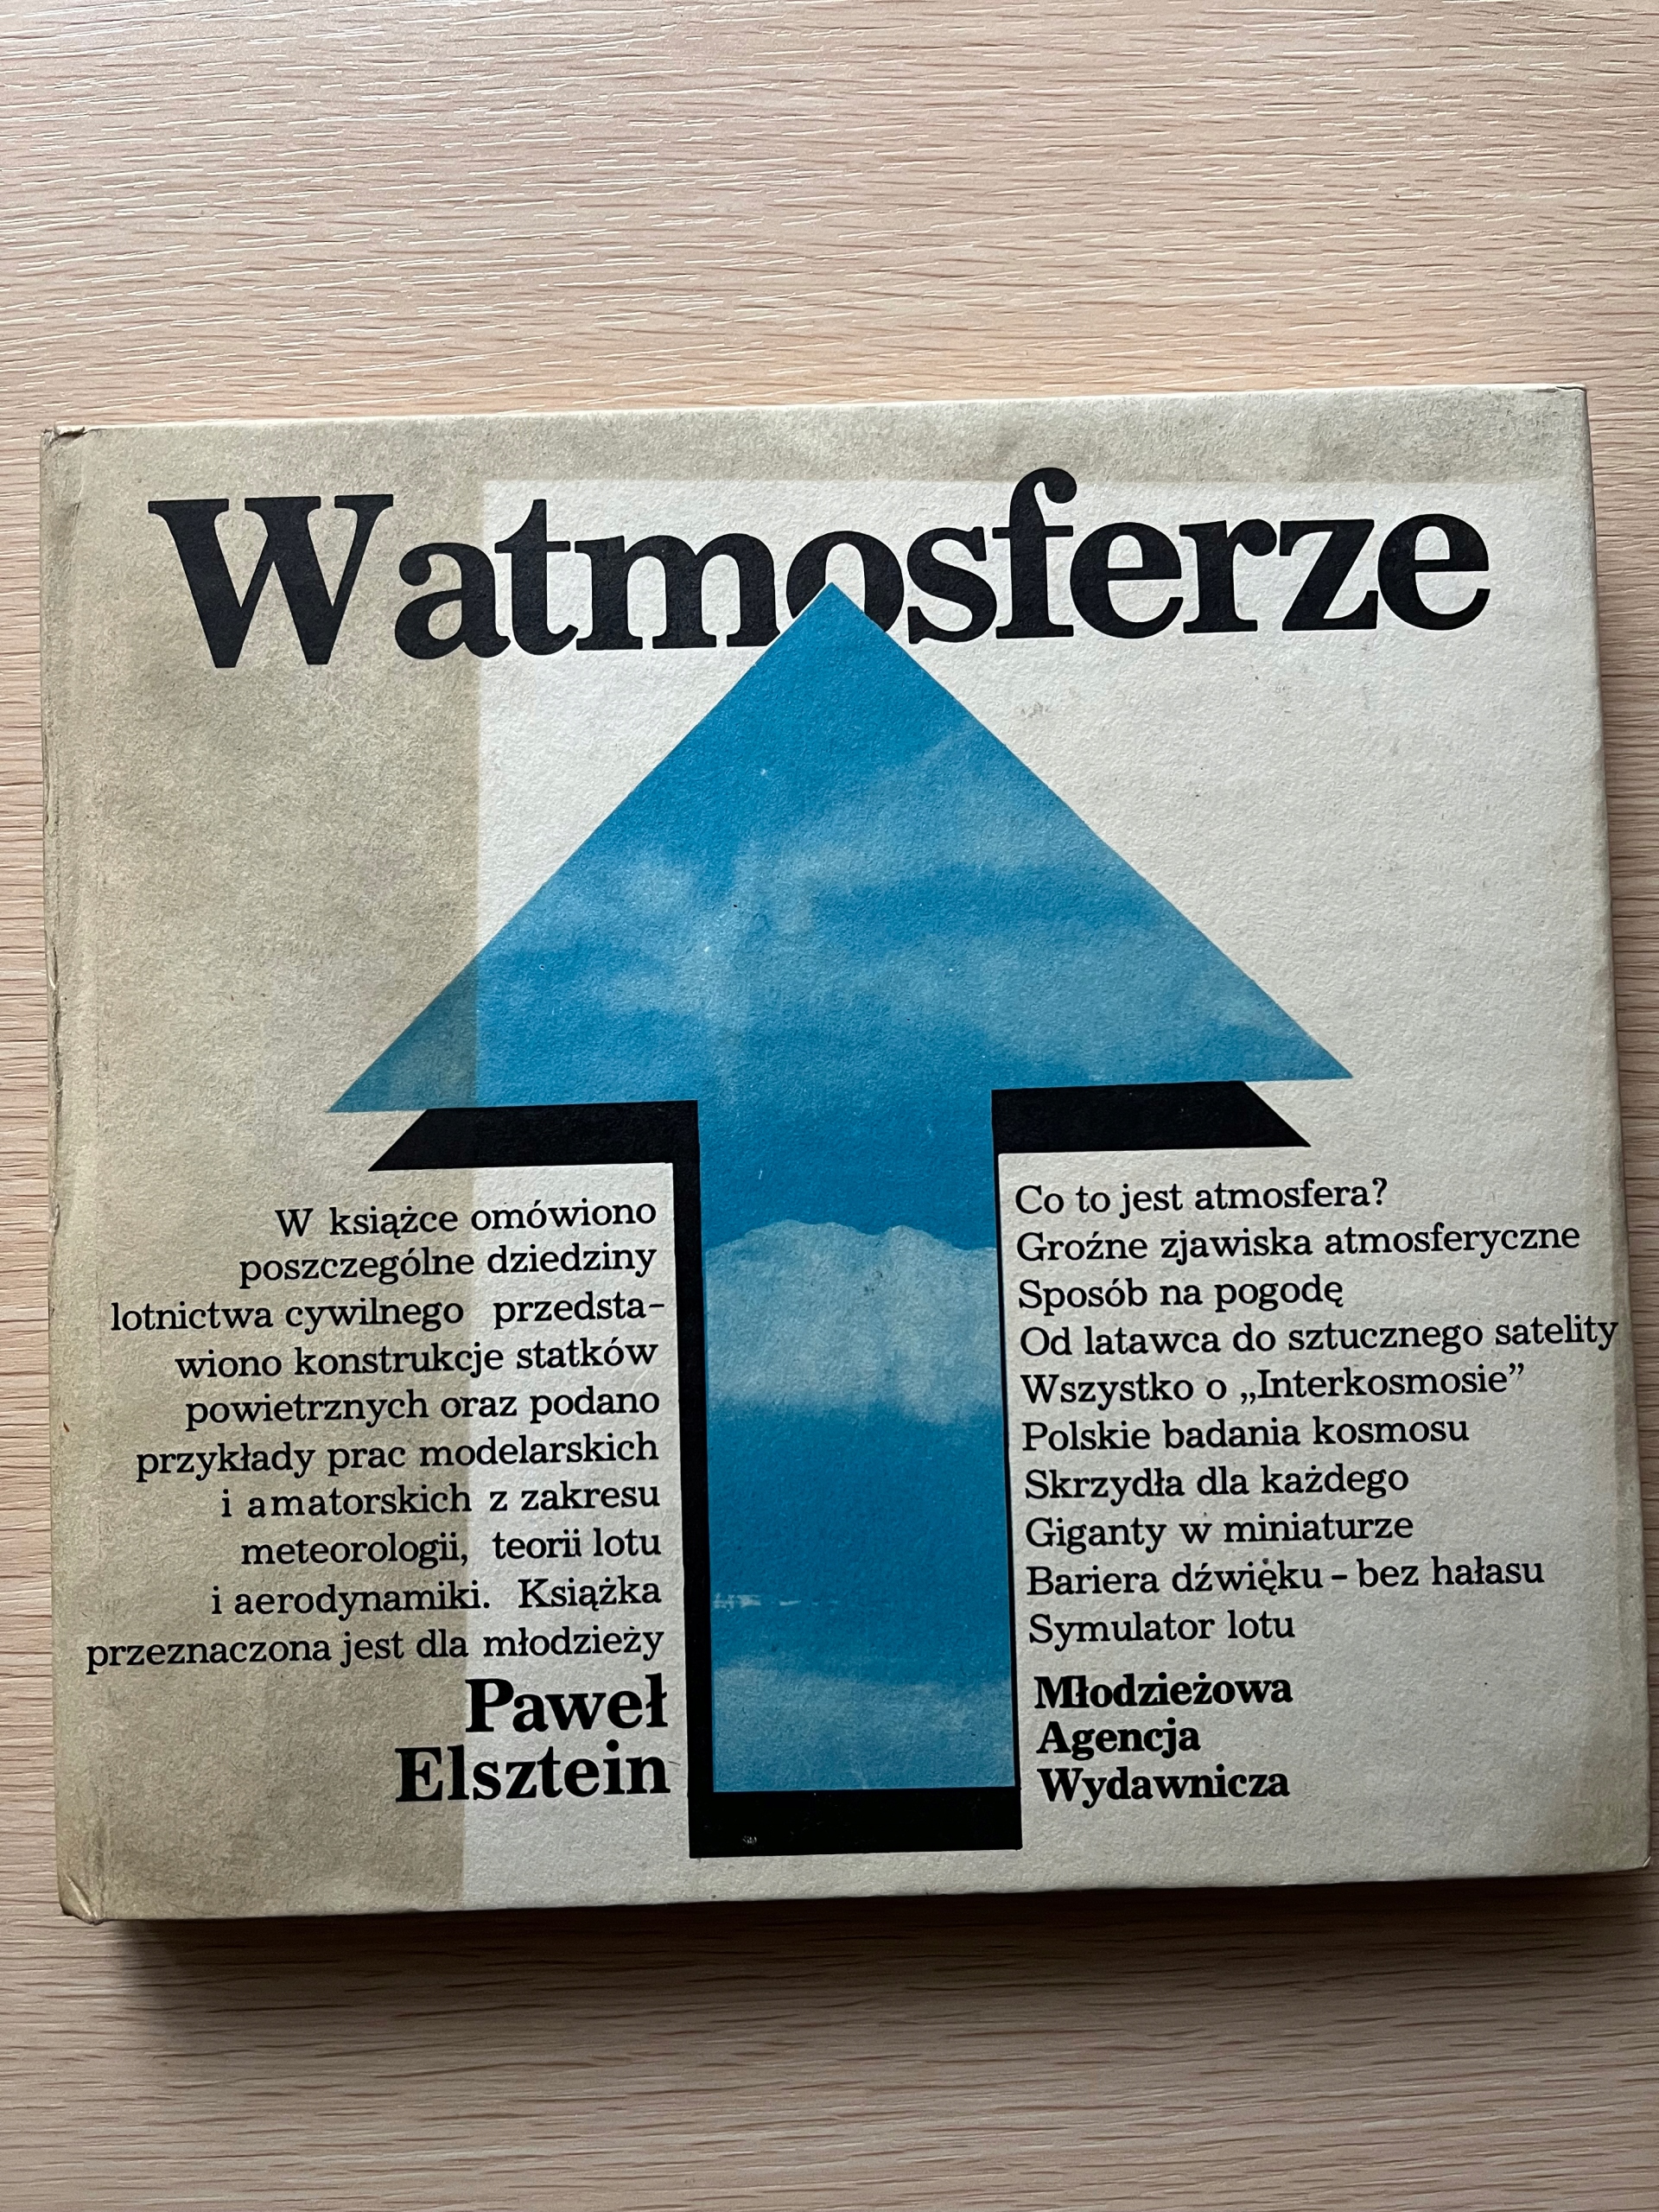 W atmosferze
W książce omówiono
poszczególne dziedziny
lotnictwa cywilnego przedsta-
wiono konstrukcje statków
powietrznych oraz podano
przykłady prac modelarskich
i amatorskich z zakresu
meteorologii, teorii lotu
i aerodynamiki. Książka
przeznaczona jest dla młodzieży
Paweł
Elsztein
Co to jest atmosfera?
Groźne zjawiska atmosferyczne
Sposób na pogodę
Od latawca do sztucznego satelity
Wszystko o „Interkosmosie”
Polskie badania kosmosu
Skrzydła dla każdego
Giganty w miniaturze
Bariera dźwięku – bez hałasu
Symulator lotu
Młodzieżowa
Agencja
Wydawnicza